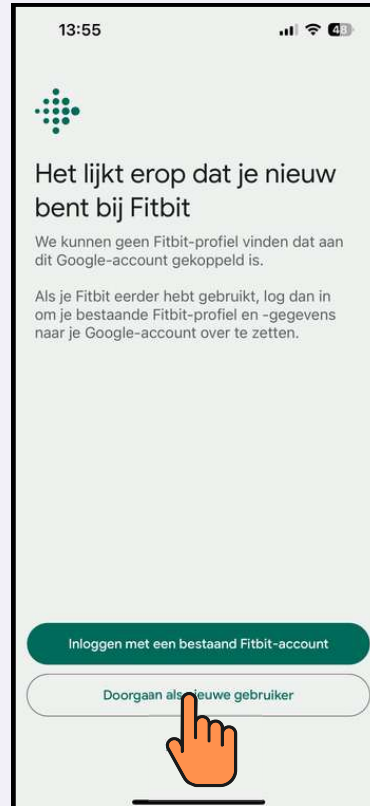 13:55
48
Het lijkt erop dat je nieuw
bent bij Fitbit
We kunnen geen Fitbit-profiel vinden dat aan
dit Google-account gekoppeld is.
Als je Fitbit eerder hebt gebruikt, log dan in
om je bestaande Fitbit-profiel en -gegevens
naar je Google-account over te zetten.
Inloggen met een bestaand Fitbit-account
Doorgaan als nieuwe gebruiker